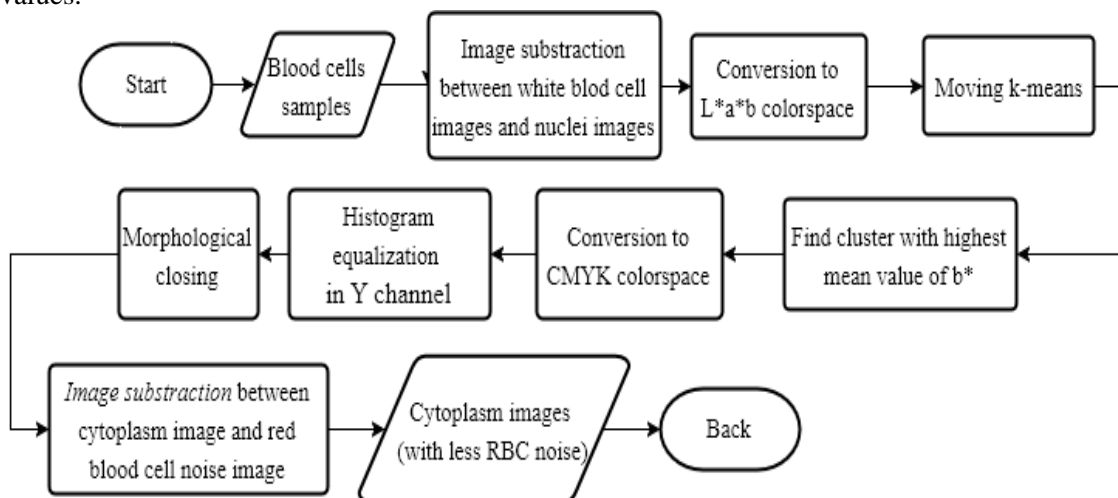 values.
Start
Blood cells
samples
Image substraction
between white blod cell
images and nuclei images
Conversion to
L*a*b colorspace
Moving k-means
Find cluster with highest
mean value of b*
Conversion to
CMYK colorspace
Histogram
equalization
in Y channel
Morphological
closing
Image substraction between
cytoplasm image and red
blood cell noise image
Cytoplasm images
(with less RBC noise)
Back